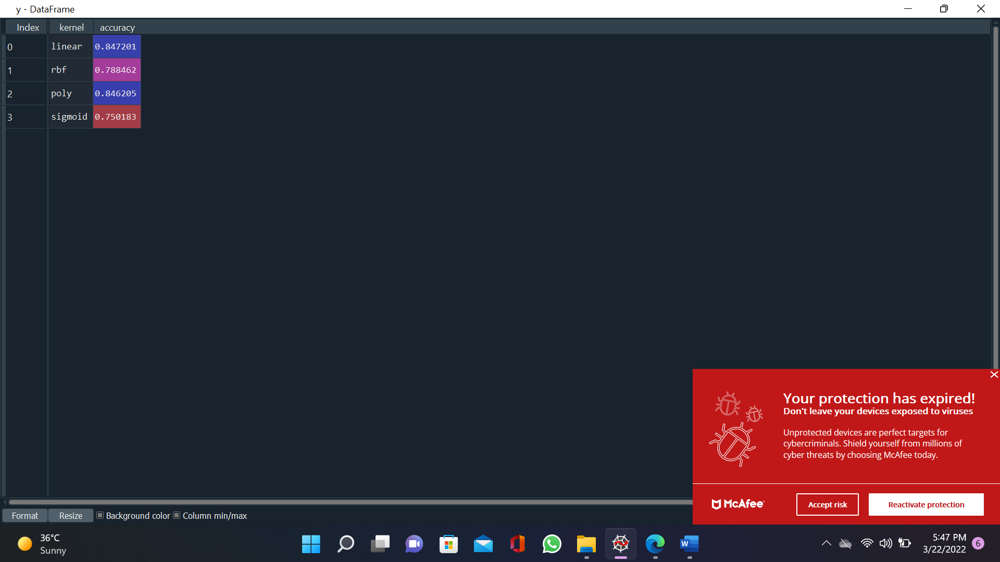 y - DataFrame
Index kernel accuracy
0 linear 0.847201
1 rbf 0.788462
2 poly 0.846205
3 sigmoid 0.750183
Your protection has expired!
Don't leave your devices exposed to viruses
Unprotected devices are perfect targets for
cybercriminals. Shield yourself from millions of
cyber threats by choosing McAfee today.
McAfee™
Accept risk
Reactivate protection
Format Resize Background color Column min/max
36°C
Sunny
W
5:47 PM
3/22/2022
6